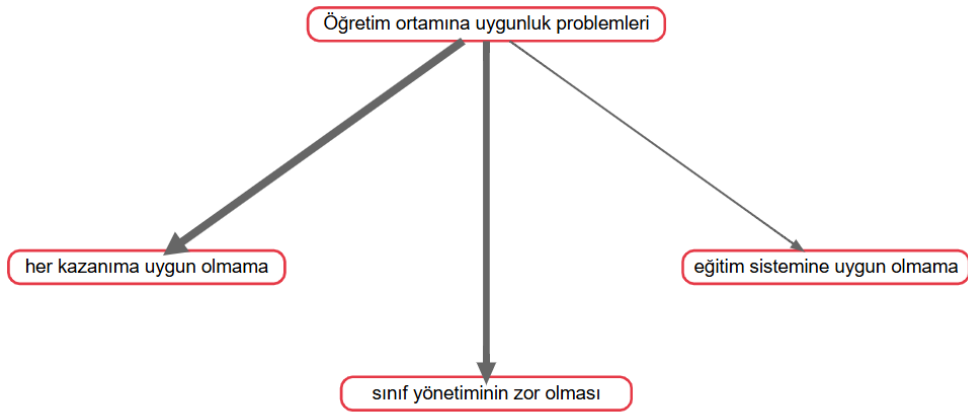 Öğretim ortamına uygunluk problemleri
her kazanıma uygun olmama
eğitim sistemine uygun olmama
sınıf yönetiminin zor olması